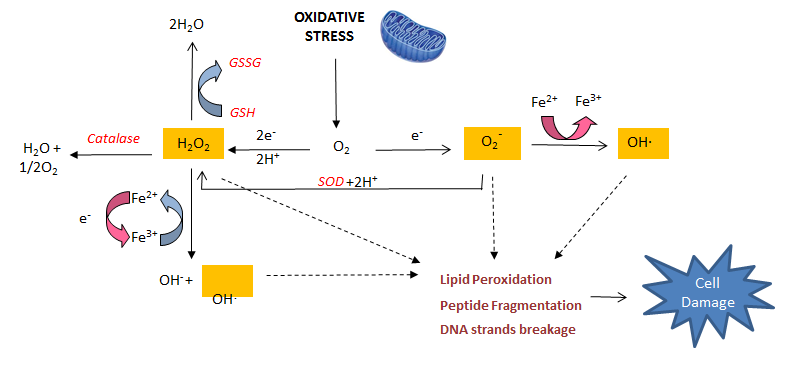 OXIDATIVE
STRESS
2H₂O
GSSG
GSH
Fe²⁺
Fe³⁺
Catalase
H₂O₂
2e⁻
2H⁺
O₂
e⁻
O₂⁻
OH·
H₂O +
1/2O₂
SOD +2H⁺
Fe²⁺
e⁻
Fe³⁺
OH⁻+
OH·
Lipid Peroxidation
Peptide Fragmentation
DNA strands breakage
Cell
Damage